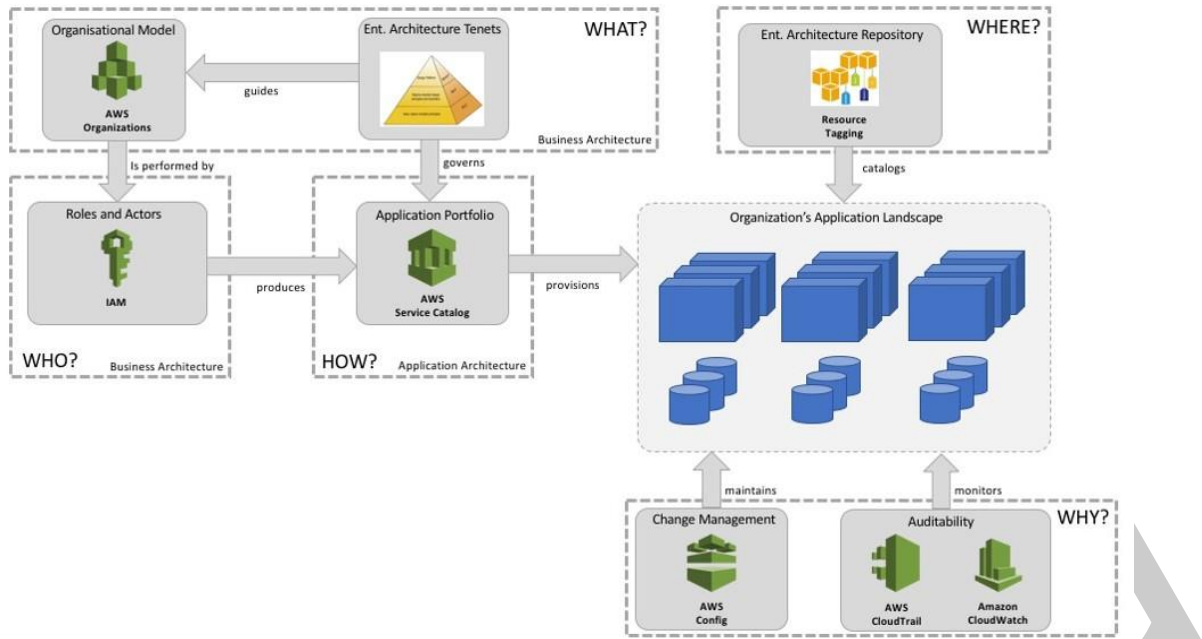 Organisational Model
AWS
Organizations
guides
Ent. Architecture Tenets
WHAT?
Business Architecture
Ent. Architecture Repository
WHERE?
Resource
Tagging
Is performed by
governs
catalogs
Roles and Actors
IAM
WHO?
Business Architecture
produces
Application Portfolio
AWS
Service Catalog
HOW?
Application Architecture
provisions
Organization's Application Landscape
maintains
monitors
Change Management
AWS
Config
Auditability
WHY?
AWS
CloudTrail
Amazon
CloudWatch